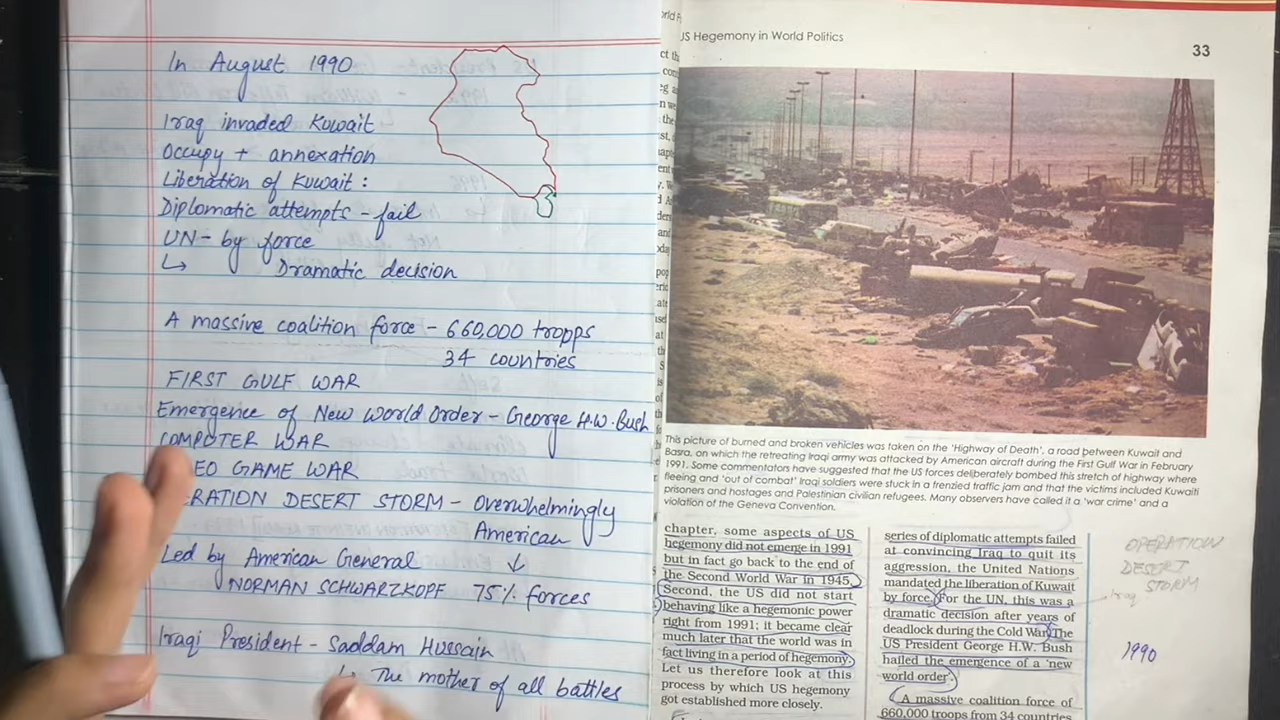 In August 1990
Iraq invaded Kuwait
Occupy + annexation
Liberation of Kuwait :
Diplomatic attempts - fail
UN - by force
↳ Dramatic decision
A massive coalition force - 660,000 tropps
34 countries
FIRST GULF WAR
Emergence of New World Order - George H.W. Bush
COMPUTER WAR
EO GAME WAR
ERATION DESERT STORM - Overwhelmingly
American
Led by American General ↓
NORMAN SCHWARZKOPF 75% forces
Iraqi President - Saddam Hussain
↳ The mother of all battles
US Hegemony in World Politics
33
This picture of burned and broken vehicles was taken on the 'Highway of Death', a road between Kuwait and
Basra, on which the retreating Iraqi army was attacked by American aircraft during the First Gulf War in February
1991. Some commentators have suggested that the US forces deliberately bombed this stretch of highway where
fleeing and 'out of combat' Iraqi soldiers were stuck in a frenzied traffic jam and that the victims included Kuwaiti
prisoners and hostages and Palestinian civilian refugees. Many observers have called it a 'war crime' and a
violation of the Geneva Convention.
chapter, some aspects of US
hegemony did not emerge in 1991
but in fact go back to the end of
the Second World War in 1945.
Second, the US did not start
behaving like a hegemonic power
right from 1991; it became clear
much later that the world was in
fact living in a period of hegemony.
Let us therefore look at this
process by which US hegemony
got established more closely.
series of diplomatic attempts failed
at convincing Iraq to quit its
aggression, the United Nations
mandated the liberation of Kuwait
by force. For the UN, this was a
dramatic decision after years of
deadlock during the Cold War. The
US President George H.W. Bush
hailed the emergence of a 'new
world order'.
A massive coalition force of
660,000 troops from 34 countries
OPERATION
DESERT
STORM
Iraq
1990